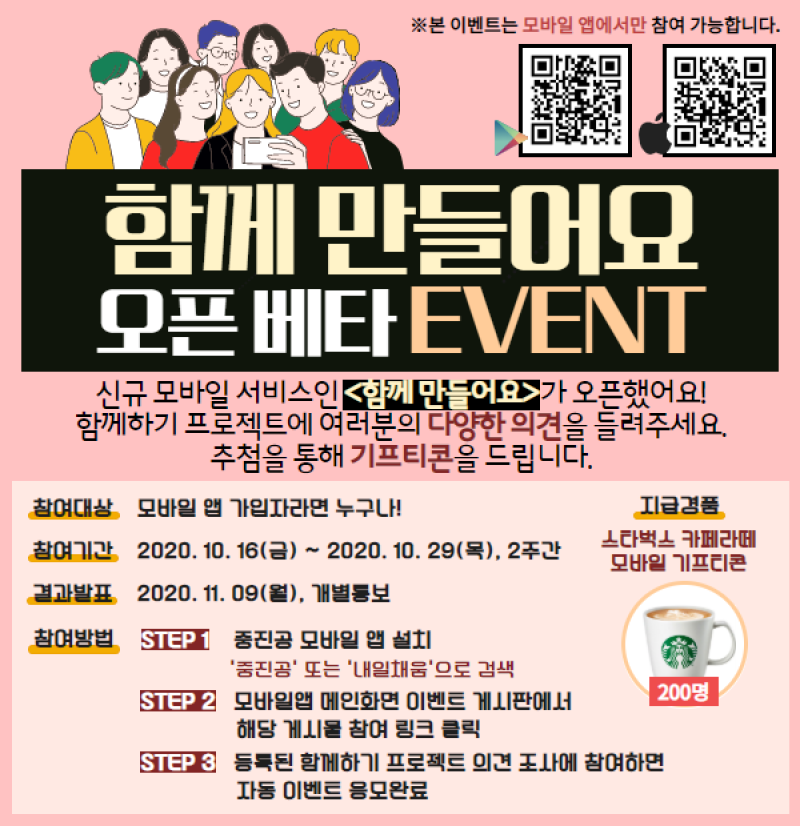 ※본 이벤트는 모바일 앱에서만 참여 가능합니다.
함께 만들어요
오픈 베타 EVENT
신규 모바일 서비스인 <함께 만들어요>가 오픈했어요!
함께하기 프로젝트에 여러분의 다양한 의견을 들려주세요.
추첨을 통해 기프티콘을 드립니다.
참여대상 모바일 앱 가입자라면 누구나!
참여기간 2020. 10. 16(금) ~ 2020. 10. 29(목), 2주간
결과발표 2020. 11. 09(월), 개별통보
참여방법 STEP 1 중진공 모바일 앱 설치
'중진공' 또는 '내일채움'으로 검색
STEP 2 모바일앱 메인화면 이벤트 게시판에서
해당 게시물 참여 링크 클릭
STEP 3 등록된 함께하기 프로젝트 의견 조사에 참여하면
자동 이벤트 응모완료
지급경품
스타벅스 카페라떼
모바일 기프티콘
200명